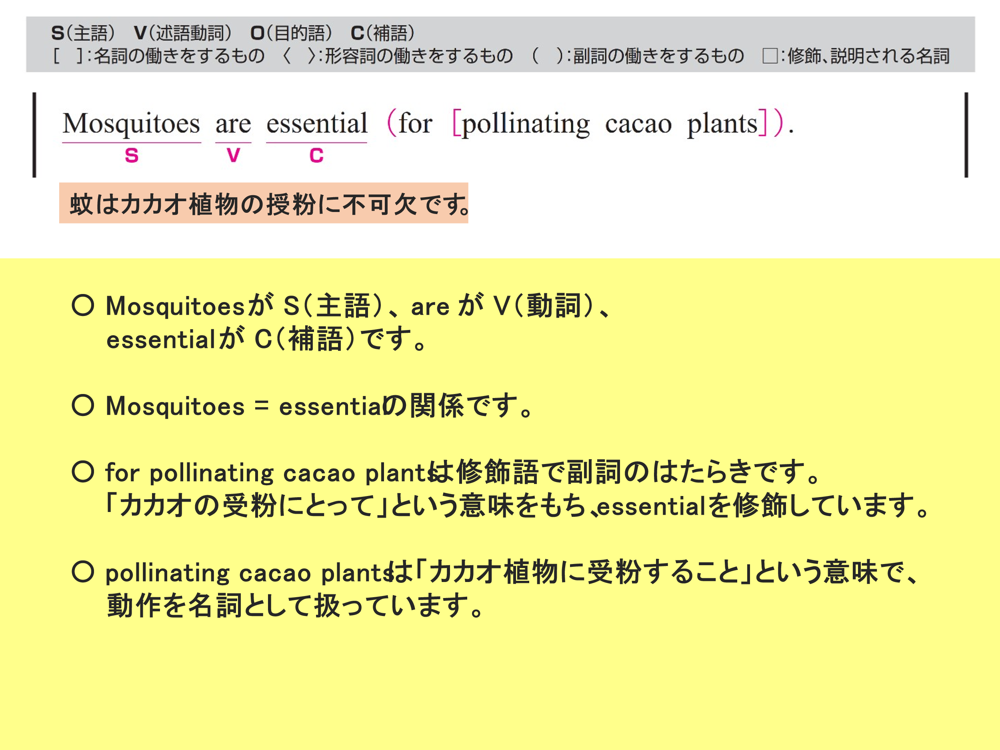 S（主語） V（述語動詞） O（目的語） C（補語）
［ ］：名詞の働きをするもの 〈 〉：形容詞の働きをするもの （ ）：副詞の働きをするもの □：修飾、説明される名詞
Mosquitoes are essential (for [pollinating cacao plants]).
S V C
蚊はカカオ植物の授粉に不可欠です。
○ Mosquitoesが S（主語）、are が V（動詞）、
essentialが C（補語）です。
○ Mosquitoes = essentialの関係です。
○ for pollinating cacao plantsは修飾語で副詞のはたらきです。
「カカオの受粉にとって」という意味をもち、essentialを修飾しています。
○ pollinating cacao plantsは「カカオ植物に受粉すること」という意味で、
動作を名詞として扱っています。